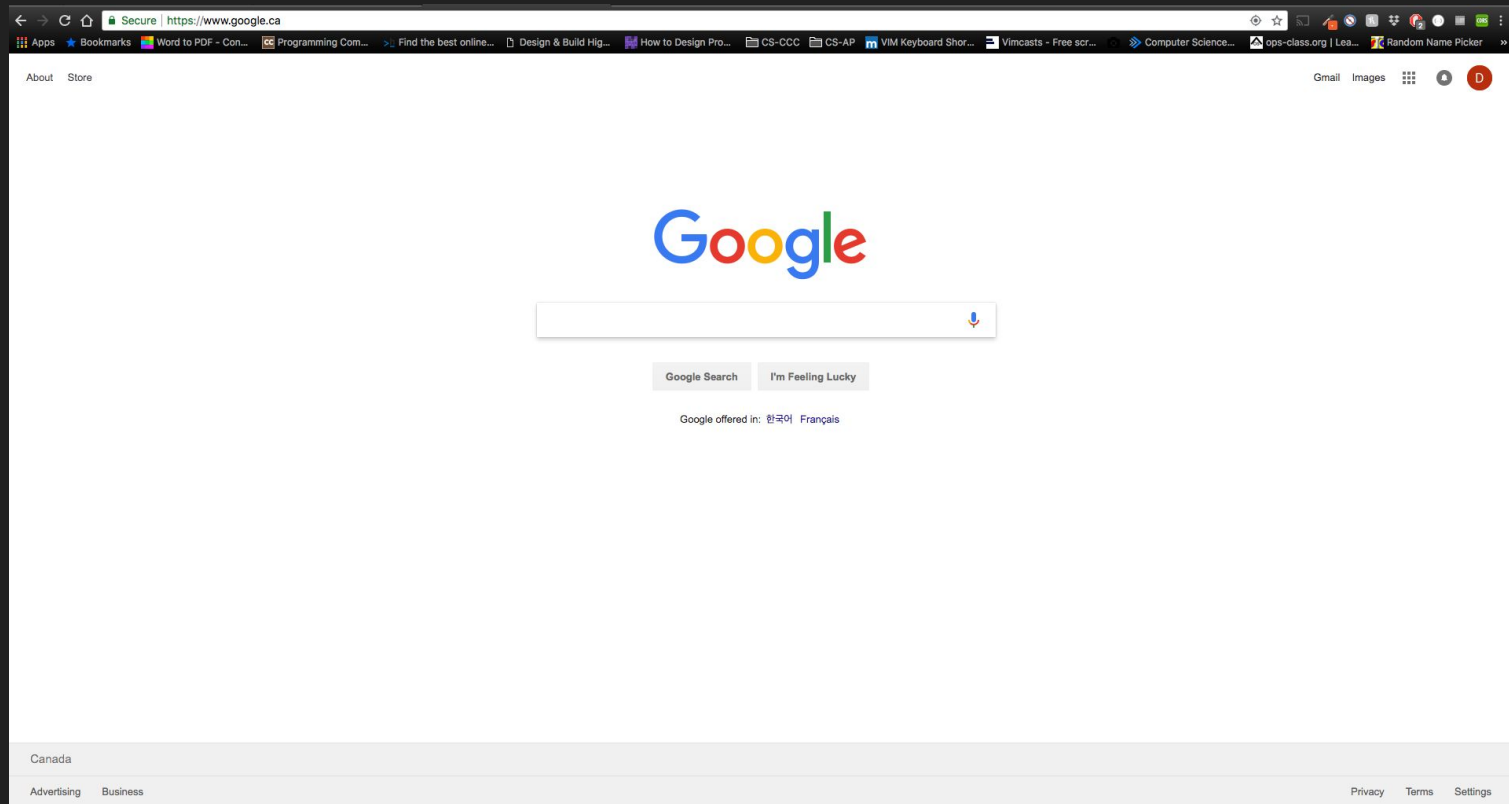 Secure | https://www.google.ca
Apps Bookmarks Word to PDF - Con... CC Programming Com... Find the best online... Design & Build Hig... How to Design Pro... CS-CCC CS-AP m VIM Keyboard Shor... Vimcasts - Free scr... Computer Science... ops-class.org | Lea... Random Name Picker »
About Store Gmail Images D
Google
Google Search I'm Feeling Lucky
Google offered in: 한국어 Français
Canada
Advertising Business Privacy Terms Settings